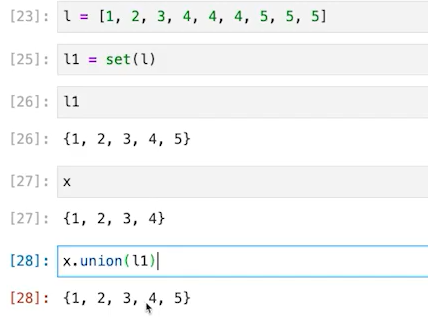 [23]: l = [1, 2, 3, 4, 4, 4, 5, 5, 5]
[25]: l1 = set(l)
[26]: l1
[26]: {1, 2, 3, 4, 5}
[27]: x
[27]: {1, 2, 3, 4}
[28]: x.union(l1)
[28]: {1, 2, 3, 4, 5}